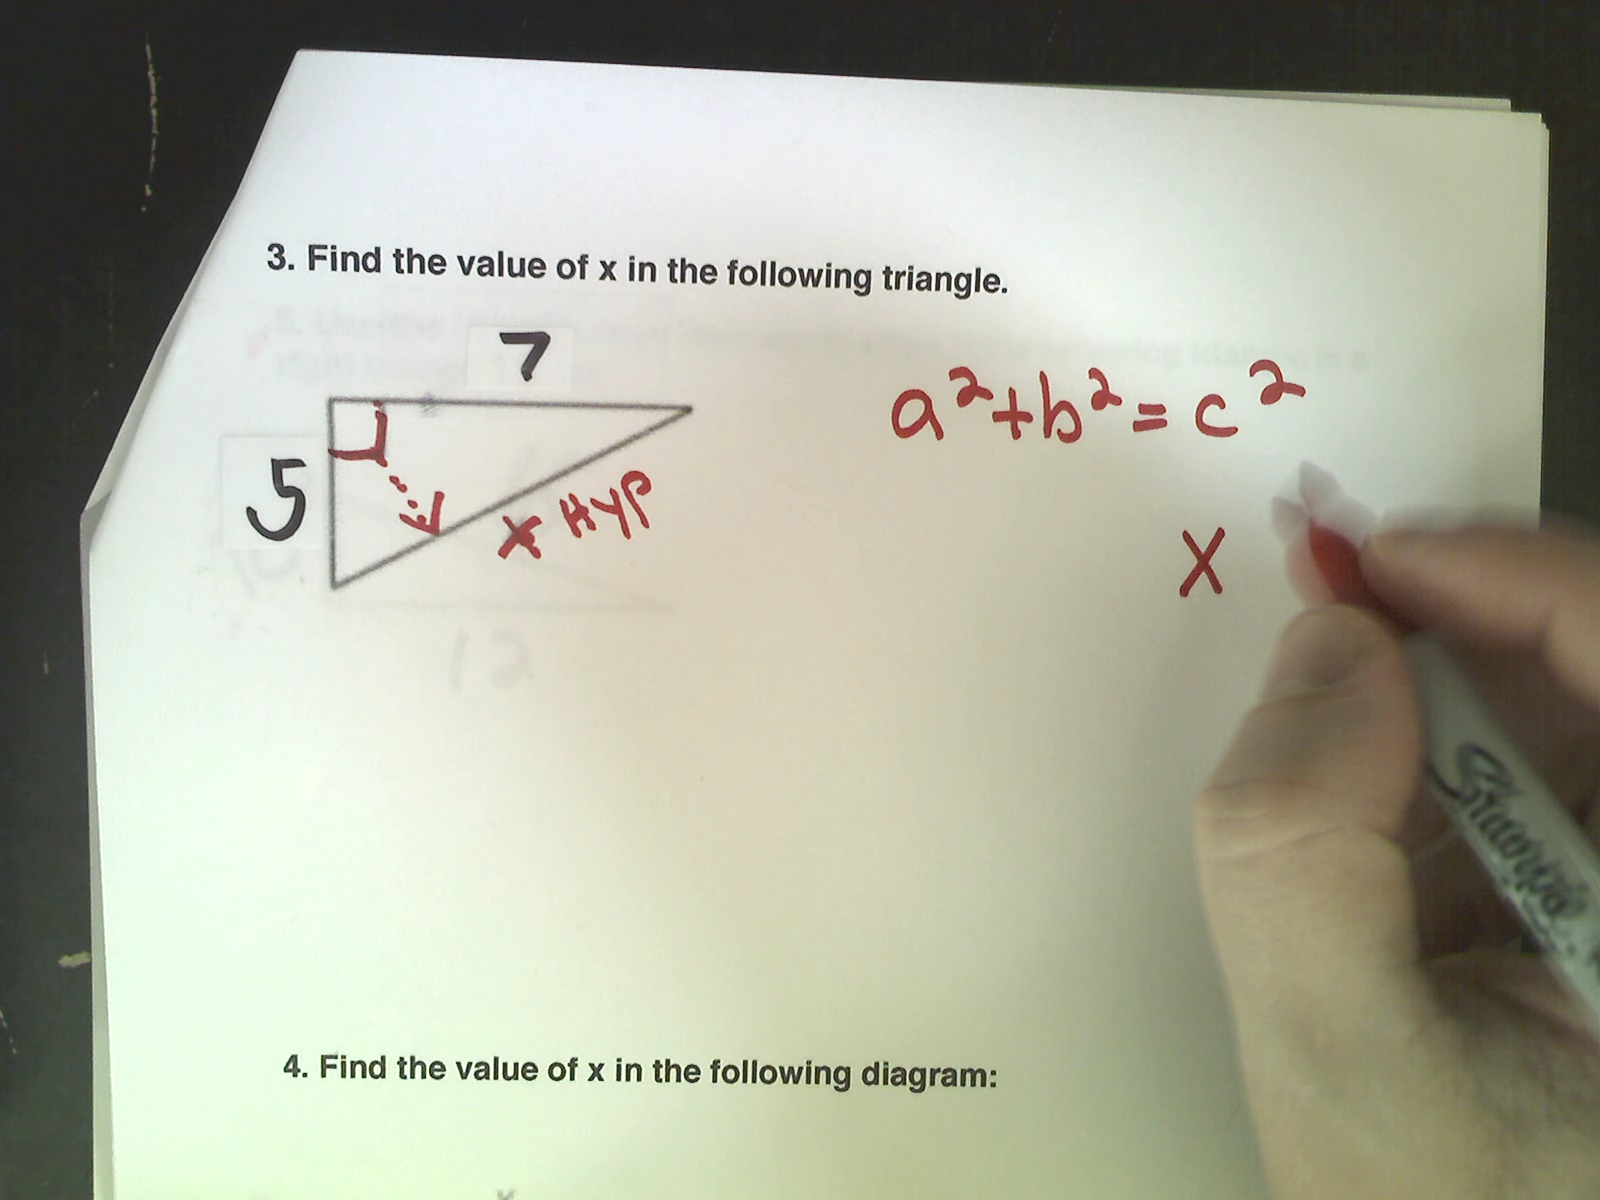 3. Find the value of x in the following triangle.
7
5
x Hyp
a²+b²=c²
x
12
4. Find the value of x in the following diagram:
Sharpie